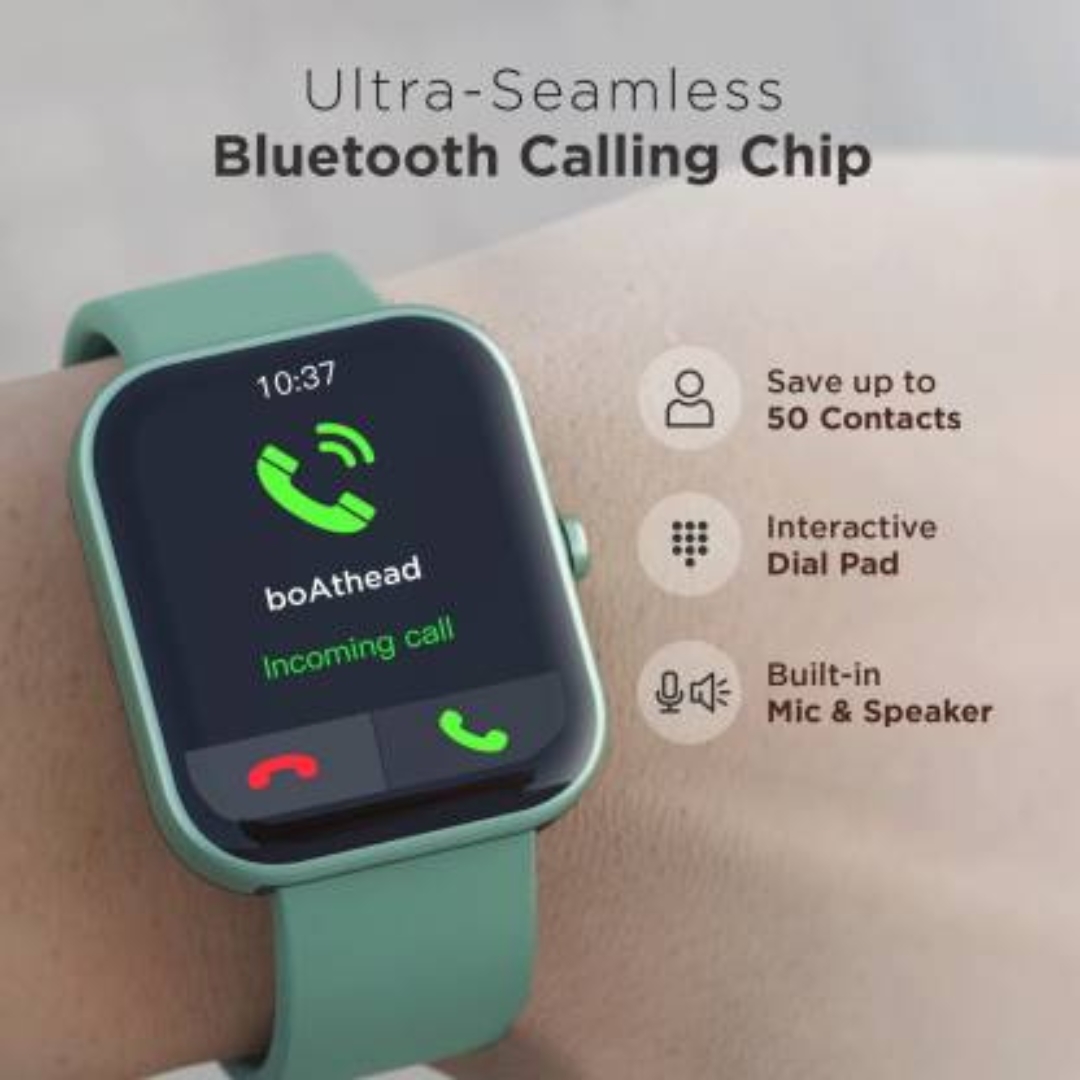 Ultra-Seamless
Bluetooth Calling Chip
10:37
boAthead
Incoming call
Save up to
50 Contacts
Interactive
Dial Pad
Built-in
Mic & Speaker